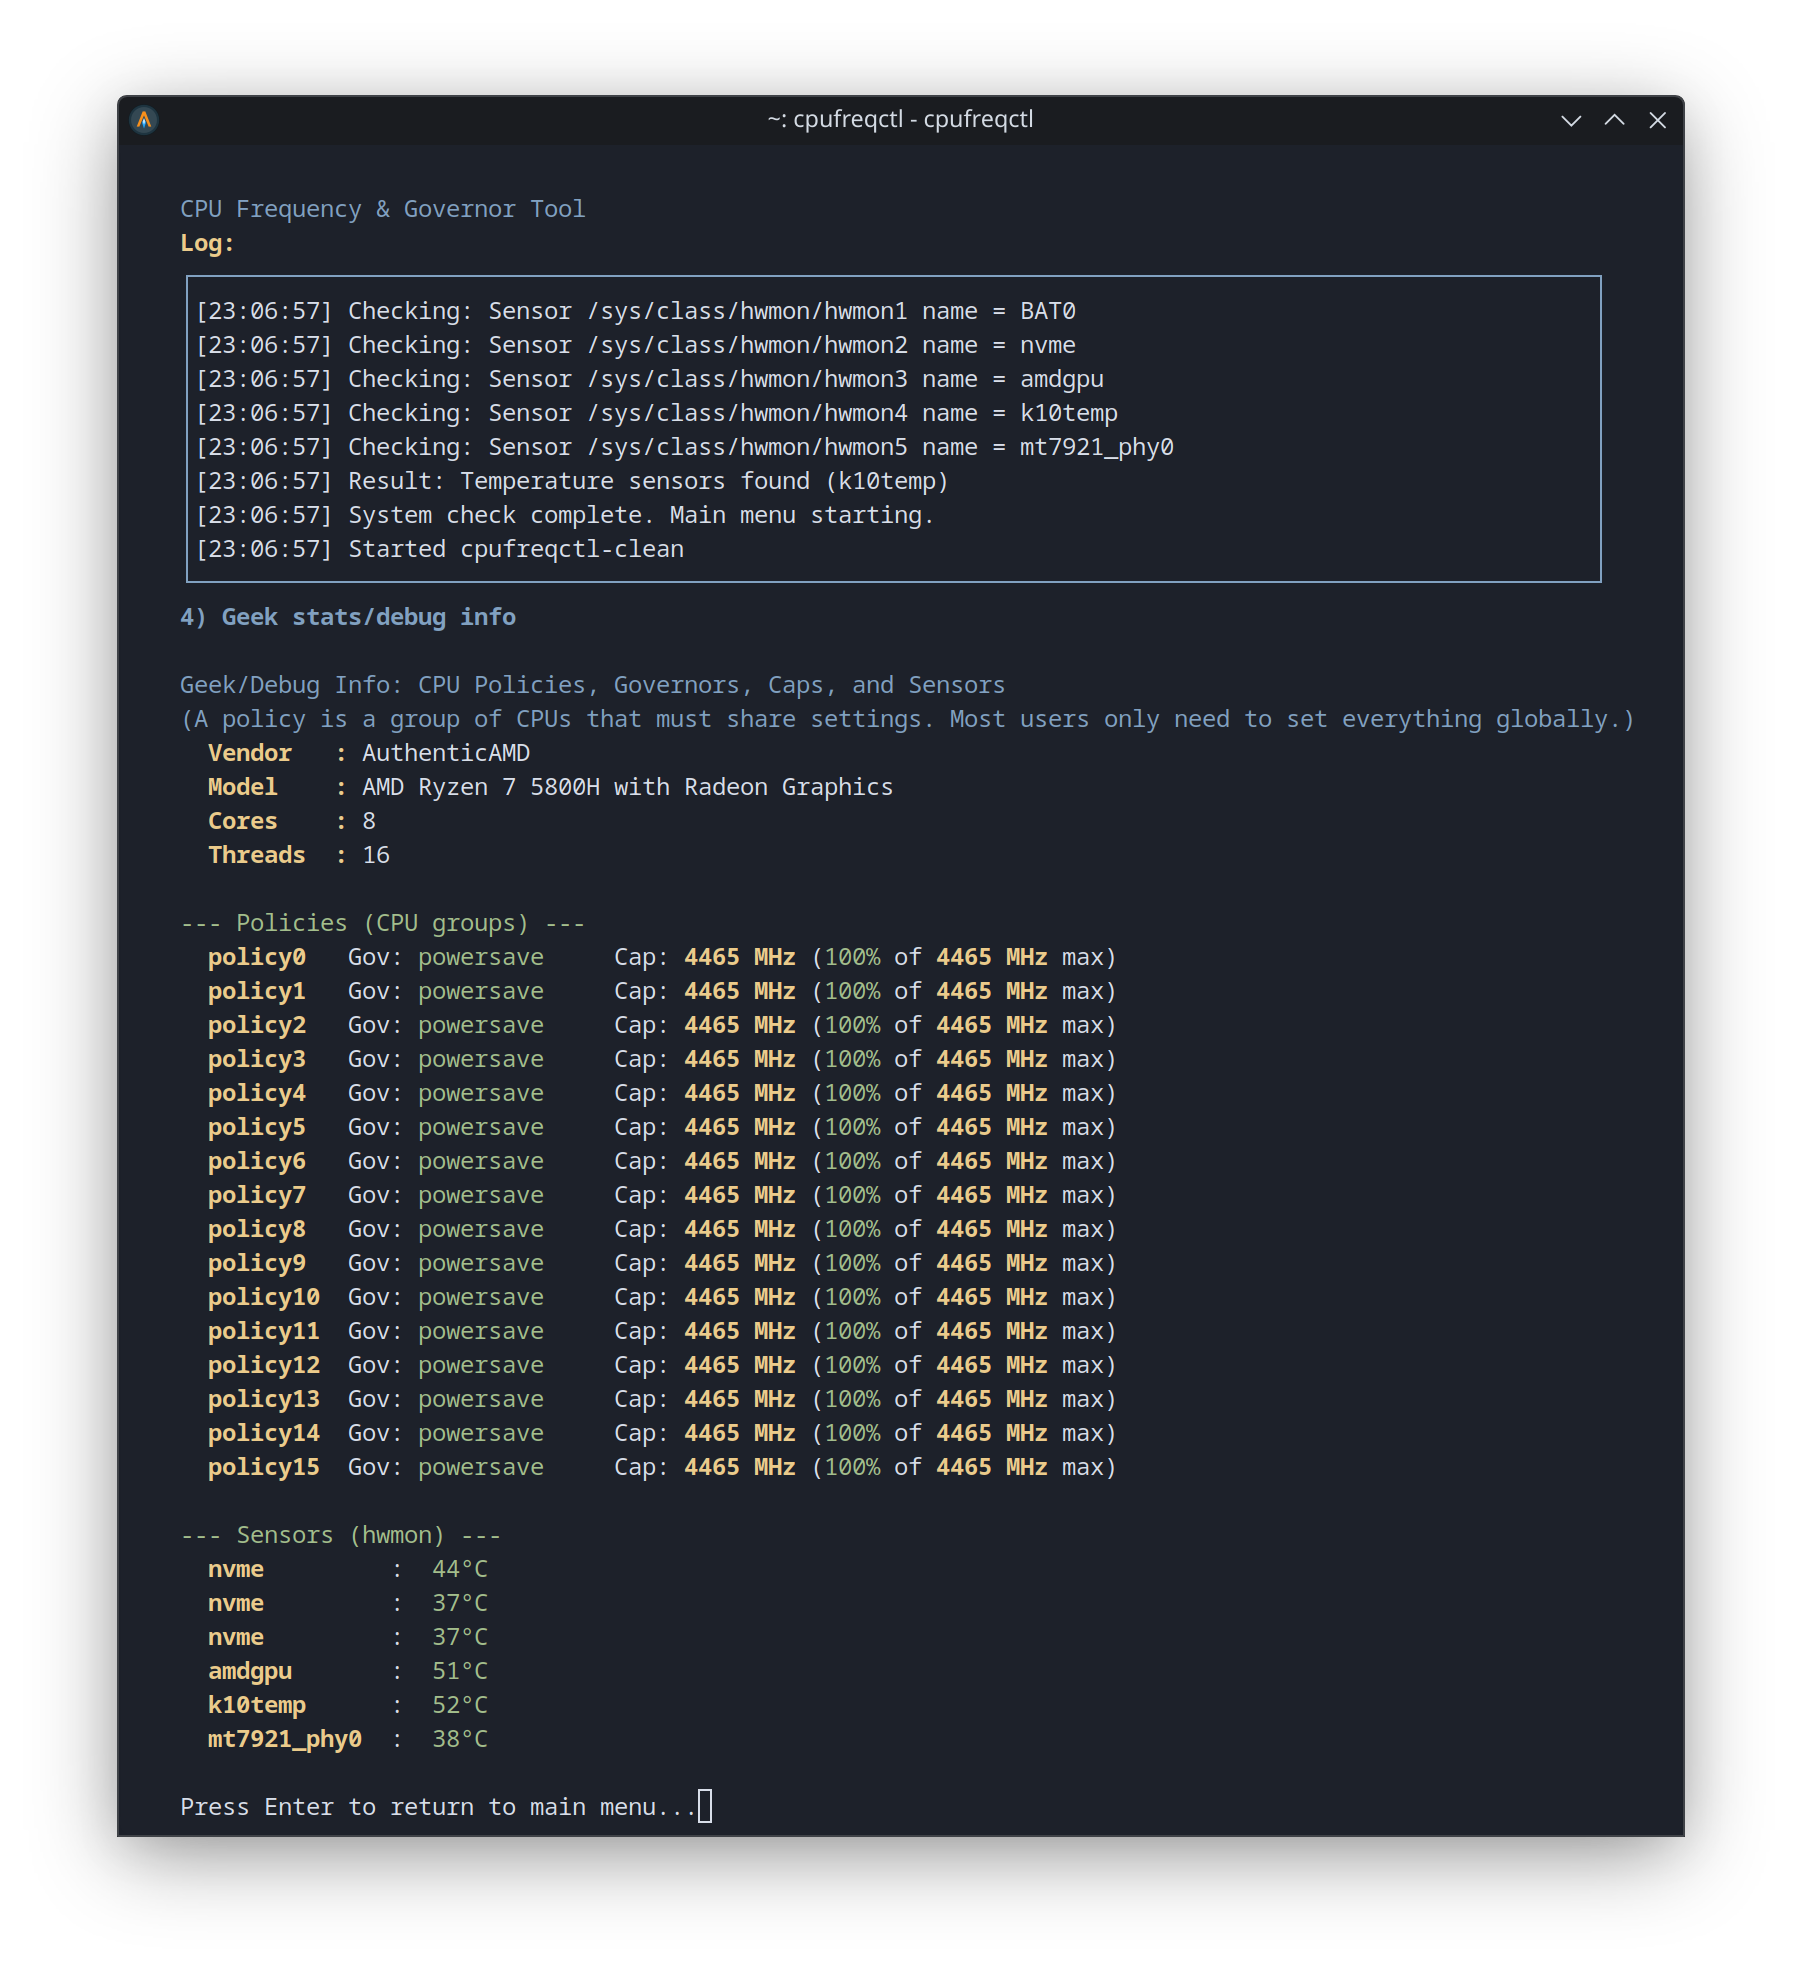 ~: cpufreqctl - cpufreqctl
CPU Frequency & Governor Tool
Log:
[23:06:57] Checking: Sensor /sys/class/hwmon/hwmon1 name = BAT0
[23:06:57] Checking: Sensor /sys/class/hwmon/hwmon2 name = nvme
[23:06:57] Checking: Sensor /sys/class/hwmon/hwmon3 name = amdgpu
[23:06:57] Checking: Sensor /sys/class/hwmon/hwmon4 name = k10temp
[23:06:57] Checking: Sensor /sys/class/hwmon/hwmon5 name = mt7921_phy0
[23:06:57] Result: Temperature sensors found (k10temp)
[23:06:57] System check complete. Main menu starting.
[23:06:57] Started cpufreqctl-clean
4) Geek stats/debug info
Geek/Debug Info: CPU Policies, Governors, Caps, and Sensors
(A policy is a group of CPUs that must share settings. Most users only need to set everything globally.)
Vendor   : AuthenticAMD
Model    : AMD Ryzen 7 5800H with Radeon Graphics
Cores    : 8
Threads  : 16
--- Policies (CPU groups) ---
policy0   Gov: powersave     Cap: 4465 MHz (100% of 4465 MHz max)
policy1   Gov: powersave     Cap: 4465 MHz (100% of 4465 MHz max)
policy2   Gov: powersave     Cap: 4465 MHz (100% of 4465 MHz max)
policy3   Gov: powersave     Cap: 4465 MHz (100% of 4465 MHz max)
policy4   Gov: powersave     Cap: 4465 MHz (100% of 4465 MHz max)
policy5   Gov: powersave     Cap: 4465 MHz (100% of 4465 MHz max)
policy6   Gov: powersave     Cap: 4465 MHz (100% of 4465 MHz max)
policy7   Gov: powersave     Cap: 4465 MHz (100% of 4465 MHz max)
policy8   Gov: powersave     Cap: 4465 MHz (100% of 4465 MHz max)
policy9   Gov: powersave     Cap: 4465 MHz (100% of 4465 MHz max)
policy10  Gov: powersave     Cap: 4465 MHz (100% of 4465 MHz max)
policy11  Gov: powersave     Cap: 4465 MHz (100% of 4465 MHz max)
policy12  Gov: powersave     Cap: 4465 MHz (100% of 4465 MHz max)
policy13  Gov: powersave     Cap: 4465 MHz (100% of 4465 MHz max)
policy14  Gov: powersave     Cap: 4465 MHz (100% of 4465 MHz max)
policy15  Gov: powersave     Cap: 4465 MHz (100% of 4465 MHz max)
--- Sensors (hwmon) ---
nvme         :  44°C
nvme         :  37°C
nvme         :  37°C
amdgpu       :  51°C
k10temp      :  52°C
mt7921_phy0  :  38°C
Press Enter to return to main menu...